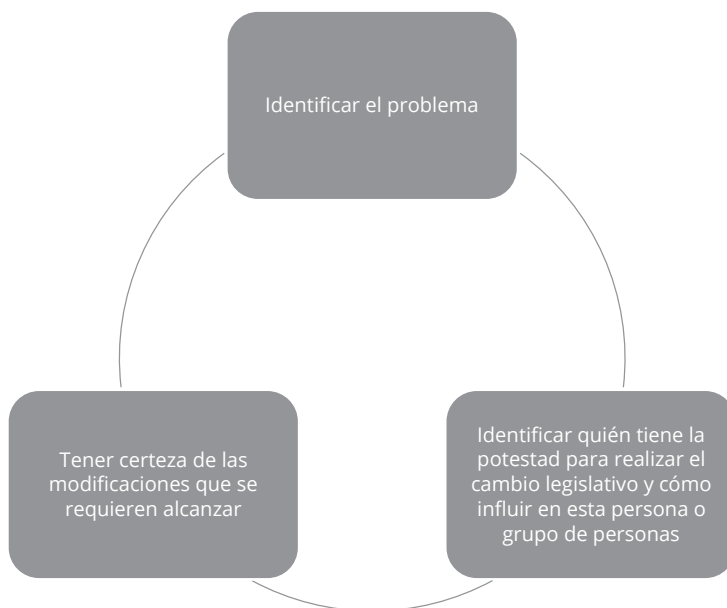 Identificar el problema
Identificar quién tiene la
potestad para realizar el
cambio legislativo y cómo
influir en esta persona o
grupo de personas
Tener certeza de las
modificaciones que se
requieren alcanzar